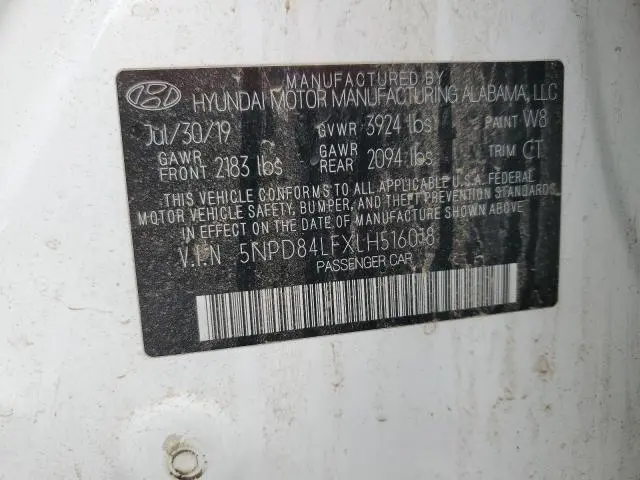 MANUFACTURED BY
HYUNDAI MOTOR MANUFACTURING ALABAMA, LLC
Jul/30/19 GVWR 3924 lbs PAINT W8
GAWR FRONT 2183 lbs GAWR REAR 2094 lbs TRIM CT
THIS VEHICLE CONFORMS TO ALL APPLICABLE U.S.A. FEDERAL
MOTOR VEHICLE SAFETY, BUMPER, AND THEFT PREVENTION
STANDARDS IN EFFECT ON THE DATE OF MANUFACTURE SHOWN ABOVE.
V.I.N 5NPD84LFXLH516018
PASSENGER CAR